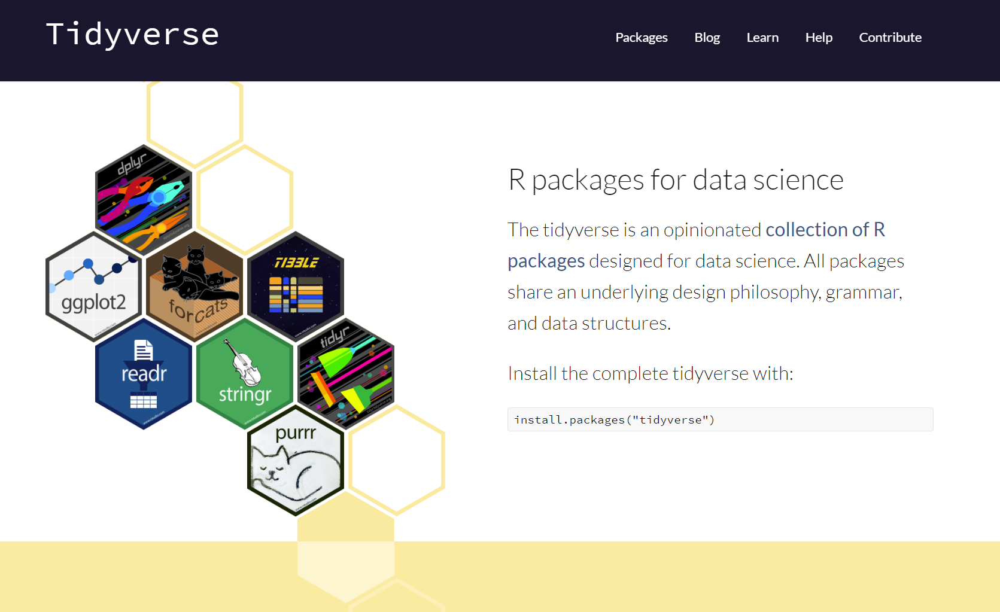 Tidyverse
Packages Blog Learn Help Contribute
dplyr
ggplot2
forcats
TIBBLE
readr
stringr
tidyr
purrr
R packages for data science
The tidyverse is an opinionated collection of R
packages designed for data science. All packages
share an underlying design philosophy, grammar,
and data structures.
Install the complete tidyverse with:
install.packages("tidyverse")